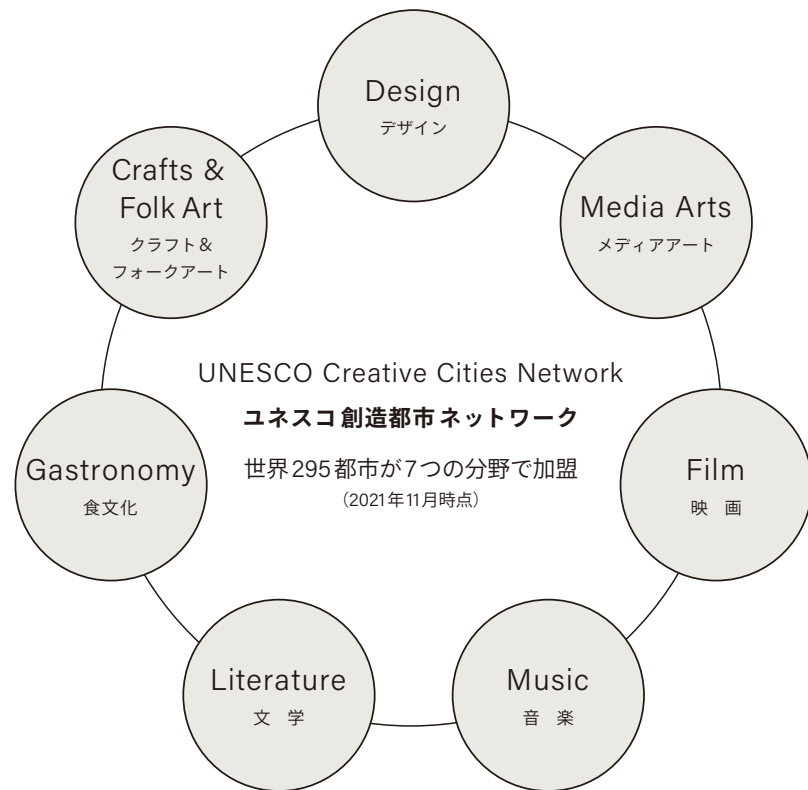 Design
デザイン
Crafts &
Folk Art
クラフト＆
フォークアート
Media Arts
メディアアート
UNESCO Creative Cities Network
ユネスコ創造都市ネットワーク
世界295都市が7つの分野で加盟
（2021年11月時点）
Gastronomy
食文化
Film
映　画
Literature
文　学
Music
音　楽